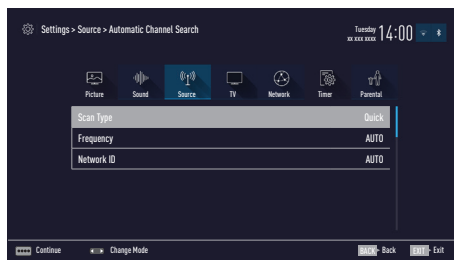 Settings > Source > Automatic Channel Search
Tuesday
xx xxx xxxx
14:00
Picture Sound Source TV Network Timer Parental
Scan Type Quick
Frequency AUTO
Network ID AUTO
Continue Change Mode BACK Back EXIT Exit